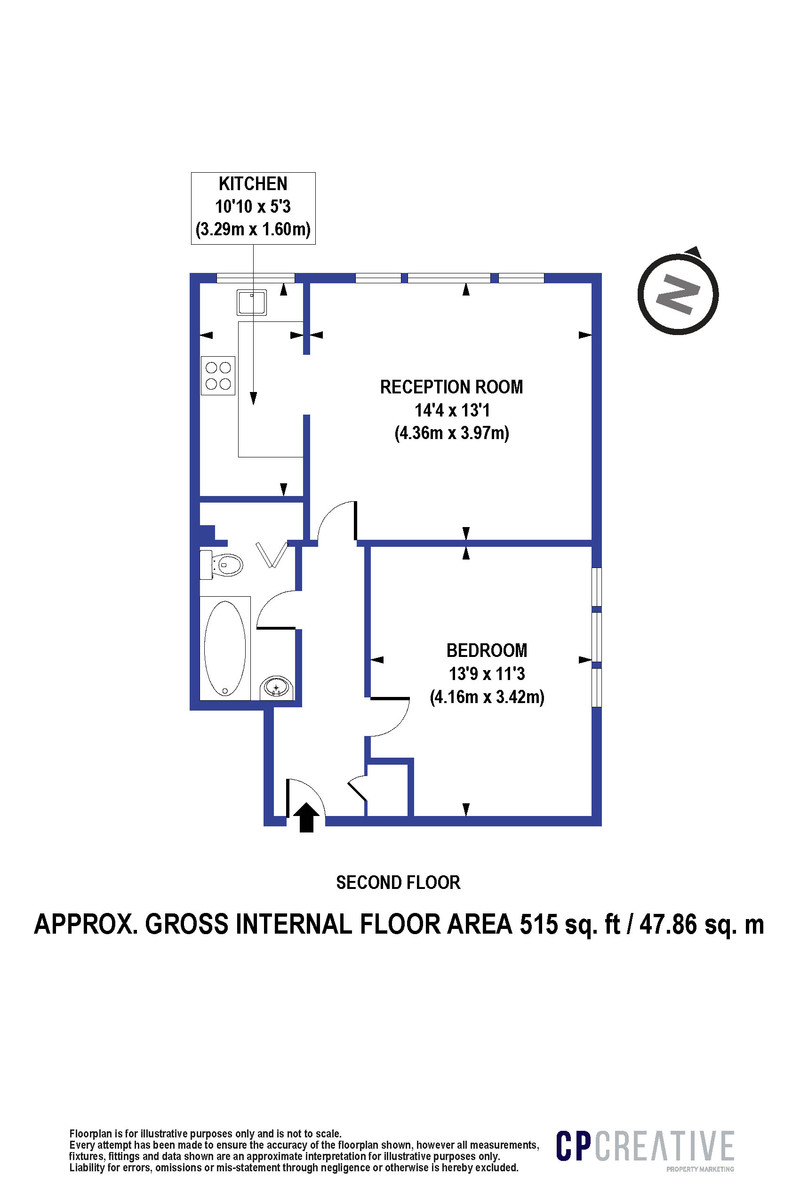 KITCHEN
10'10 x 5'3
(3.29m x 1.60m)
N
RECEPTION ROOM
14'4 x 13'1
(4.36m x 3.97m)
BEDROOM
13'9 x 11'3
(4.16m x 3.42m)
SECOND FLOOR
APPROX. GROSS INTERNAL FLOOR AREA 515 sq. ft / 47.86 sq. m
Floorplan is for illustrative purposes only and is not to scale.
Every attempt has been made to ensure the accuracy of the floorplan shown, however all measurements,
fixtures, fittings and data shown are an approximate interpretation for illustrative purposes only.
Liability for errors, omissions or mis-statement through negligence or otherwise is hereby excluded.
CPCREATIVE
PROPERTY MARKETING